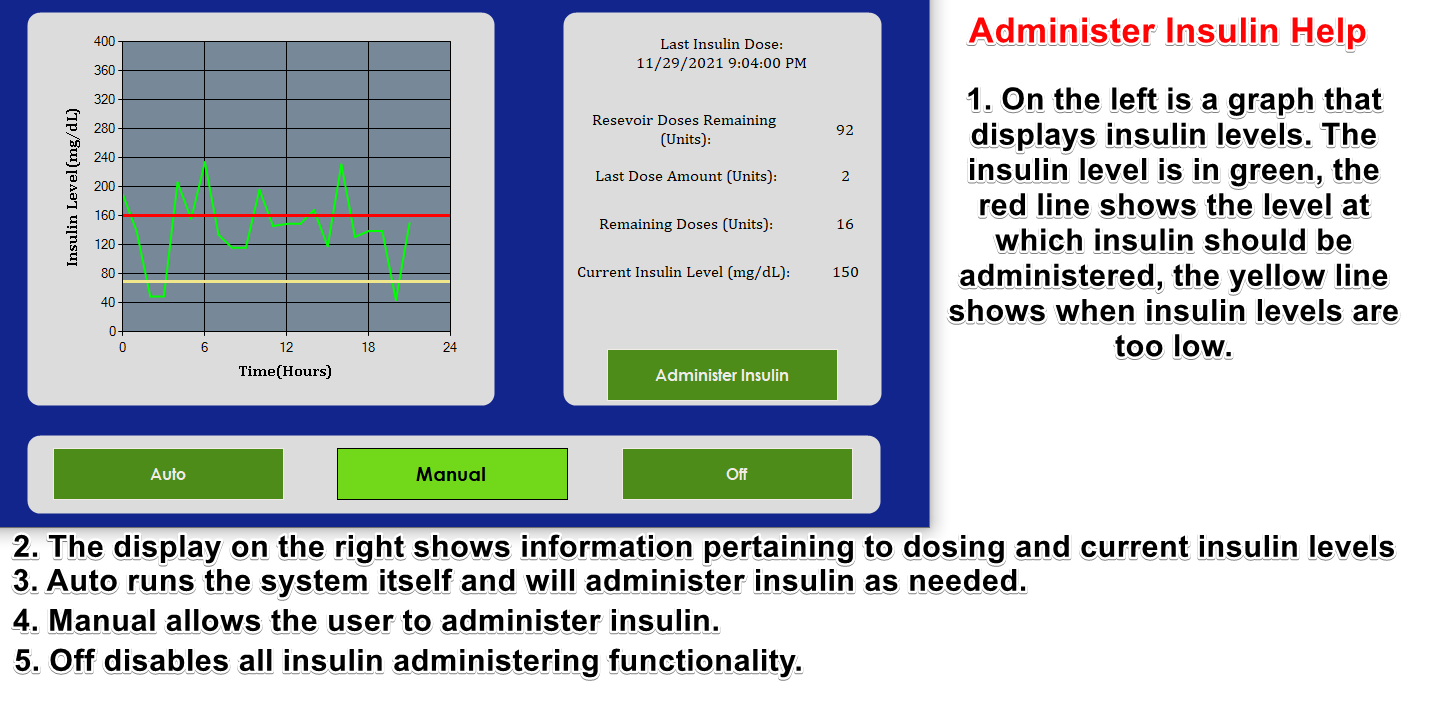 400
360
320
280
240
200
160
120
80
40
0
Insulin Level(mg/dL)
0 6 12 18 24
Time(Hours)
Last Insulin Dose:
11/29/2021 9:04:00 PM
Resevoir Doses Remaining
(Units):
92
Last Dose Amount (Units): 2
Remaining Doses (Units): 16
Current Insulin Level (mg/dL): 150
Administer Insulin
Auto
Manual
Off
Administer Insulin Help
1. On the left is a graph that
displays insulin levels. The
insulin level is in green, the
red line shows the level at
which insulin should be
administered, the yellow line
shows when insulin levels are
too low.
2. The display on the right shows information pertaining to dosing and current insulin levels
3. Auto runs the system itself and will administer insulin as needed.
4. Manual allows the user to administer insulin.
5. Off disables all insulin administering functionality.